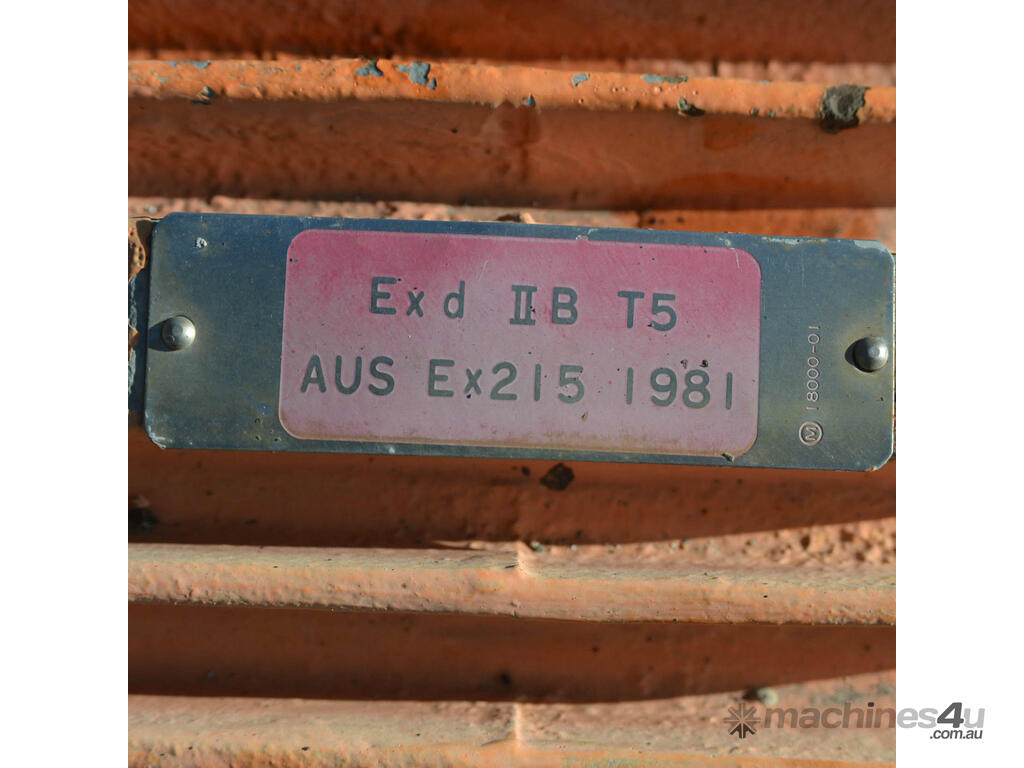 Exd IIB T5
AUS Ex215 1981
M 18000-01
machines4u
.com.au